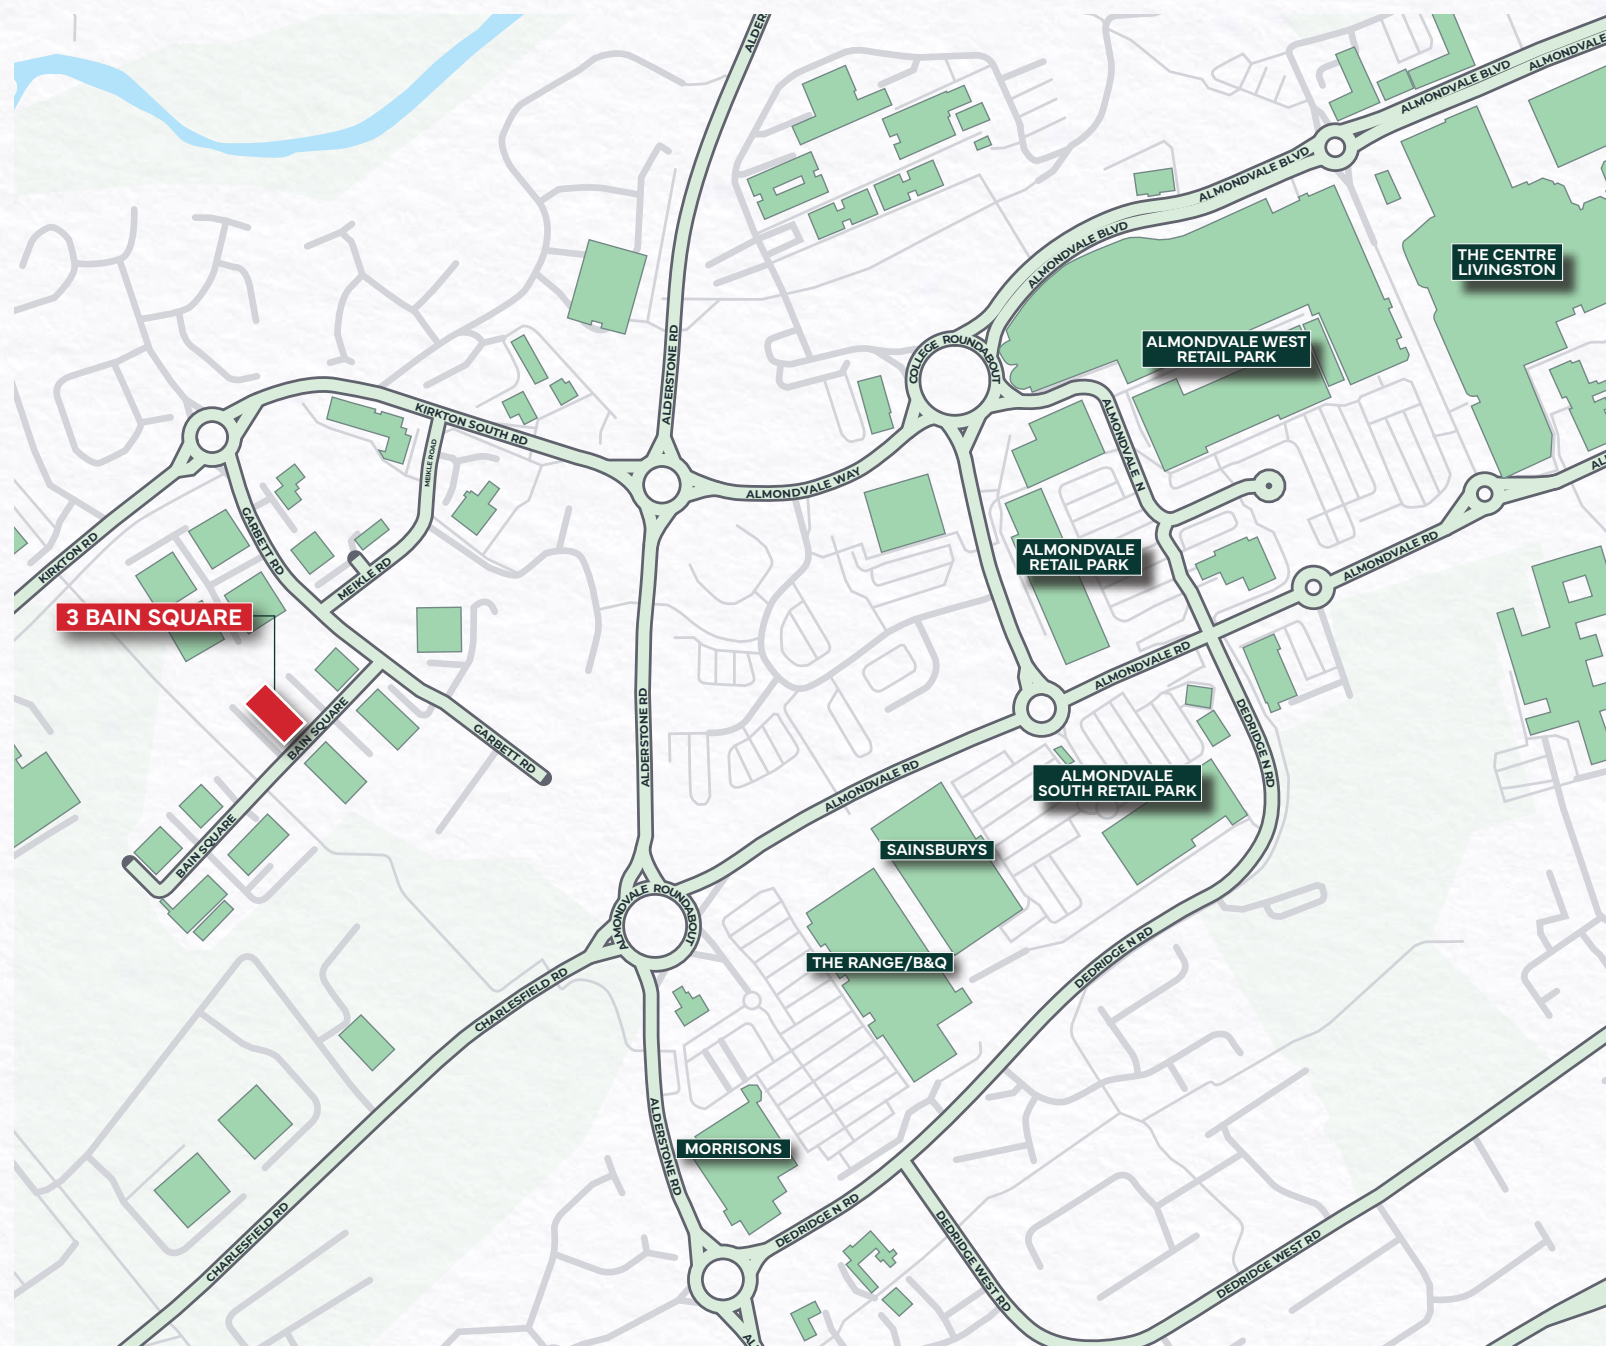 ALDER
ALMONDVALE
ALMONDVALE BLVD
ALMONDVALE BLVD
ALMONDVALE BLVD
THE CENTRE
LIVINGSTON
ALMONDVALE WEST
RETAIL PARK
COLLEGE ROUNDABOUT
ALDERSTONE RD
KIRKTON SOUTH RD
MEIKLE ROAD
ALMONDVALE N
ALMONDVALE WAY
AL
GARBETT RD
KIRKTON RD
MEIKLE RD
ALMONDVALE
RETAIL PARK
ALMONDVALE RD
3 BAIN SQUARE
ALMONDVALE RD
BAIN SQUARE
GARBETT RD
ALDERSTONE RD
DEDRIDGE N RD
ALMONDVALE RD
ALMONDVALE
SOUTH RETAIL PARK
BAIN SQUARE
SAINSBURYS
ALMONDVALE ROUNDABOUT
THE RANGE/B&Q
CHARLESFIELD RD
DEDRIDGE N RD
ALDERSTONE RD
MORRISONS
DEDRIDGE N RD
CHARLESFIELD RD
DEDRIDGE WEST RD
DEDRIDGE WEST RD
AL